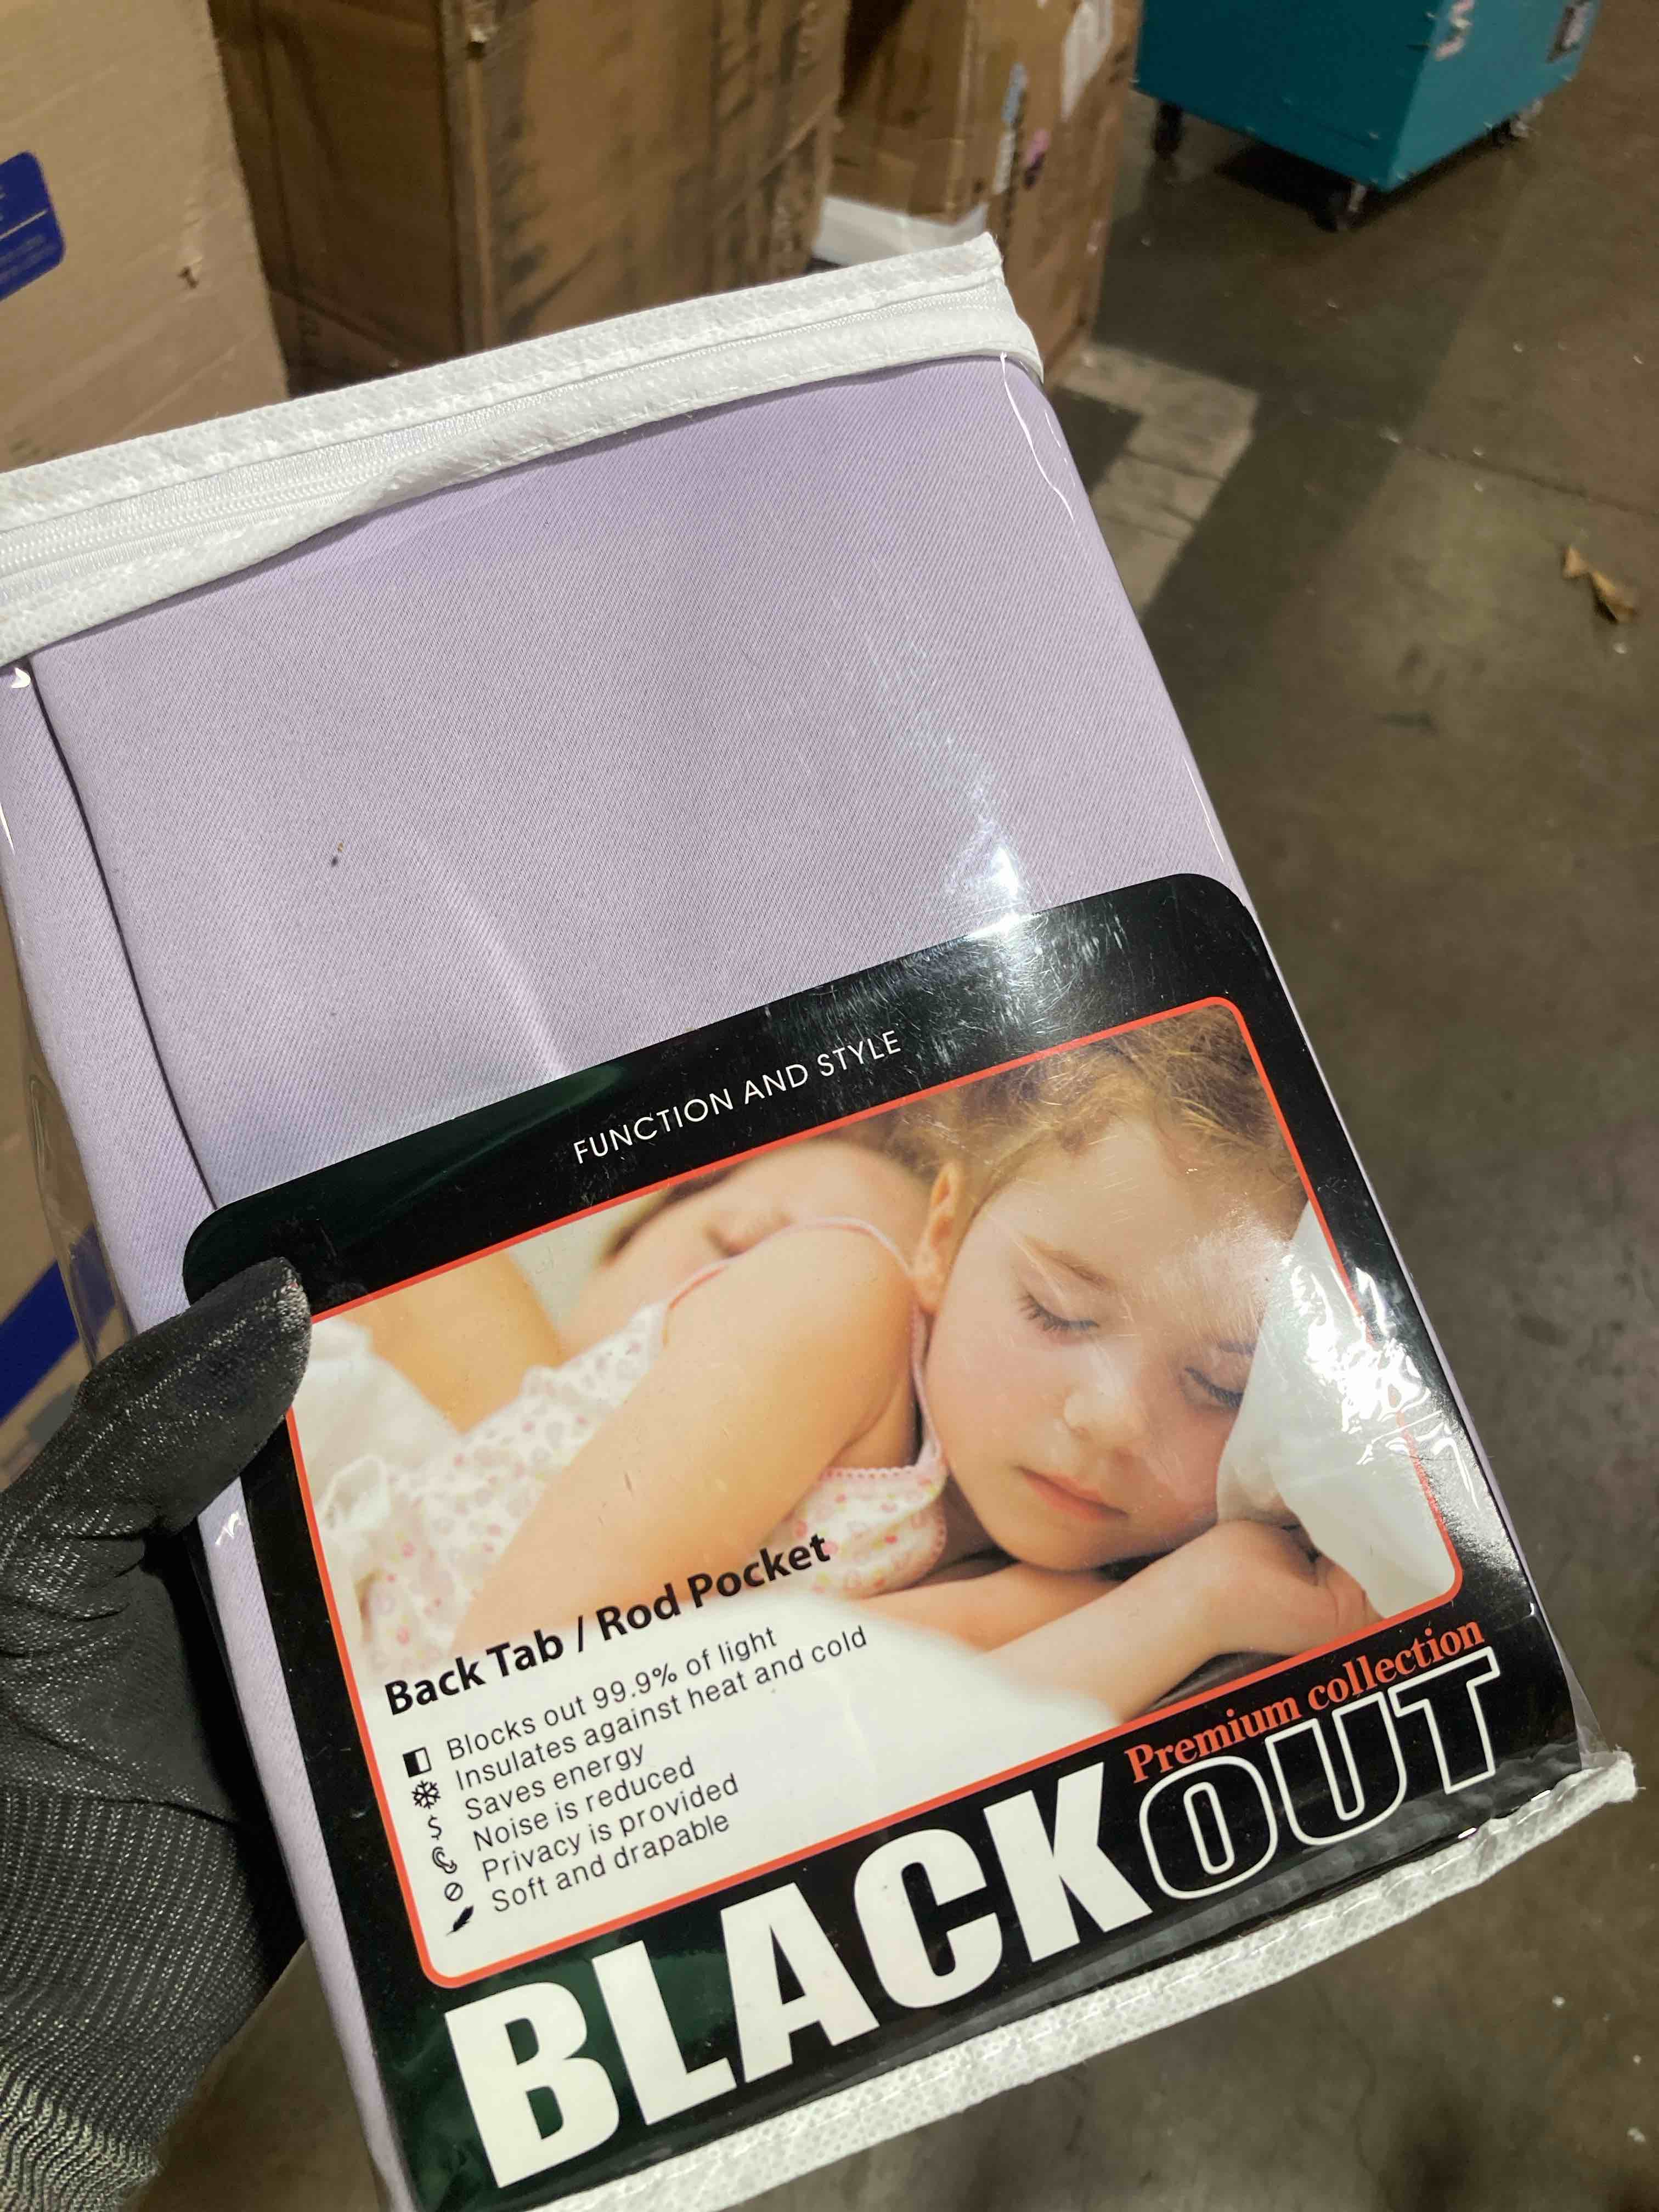 FUNCTION AND STYLE
Back Tab / Rod Pocket
Blocks out 99.9% of light
Insulates against heat and cold
Saves energy
Noise is reduced
Privacy is provided
Soft and drapable
Premium collection
BLACKOUT